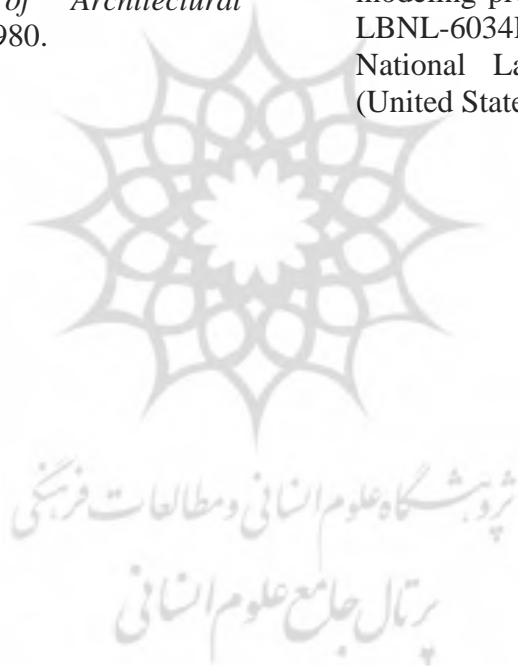 of Architectural
980.
modeling pr
LBNL-6034
National La
(United State
پژوهشگاه علوم انسانی و مطالعات فرهنگی
پرتال جامع علوم انسانی